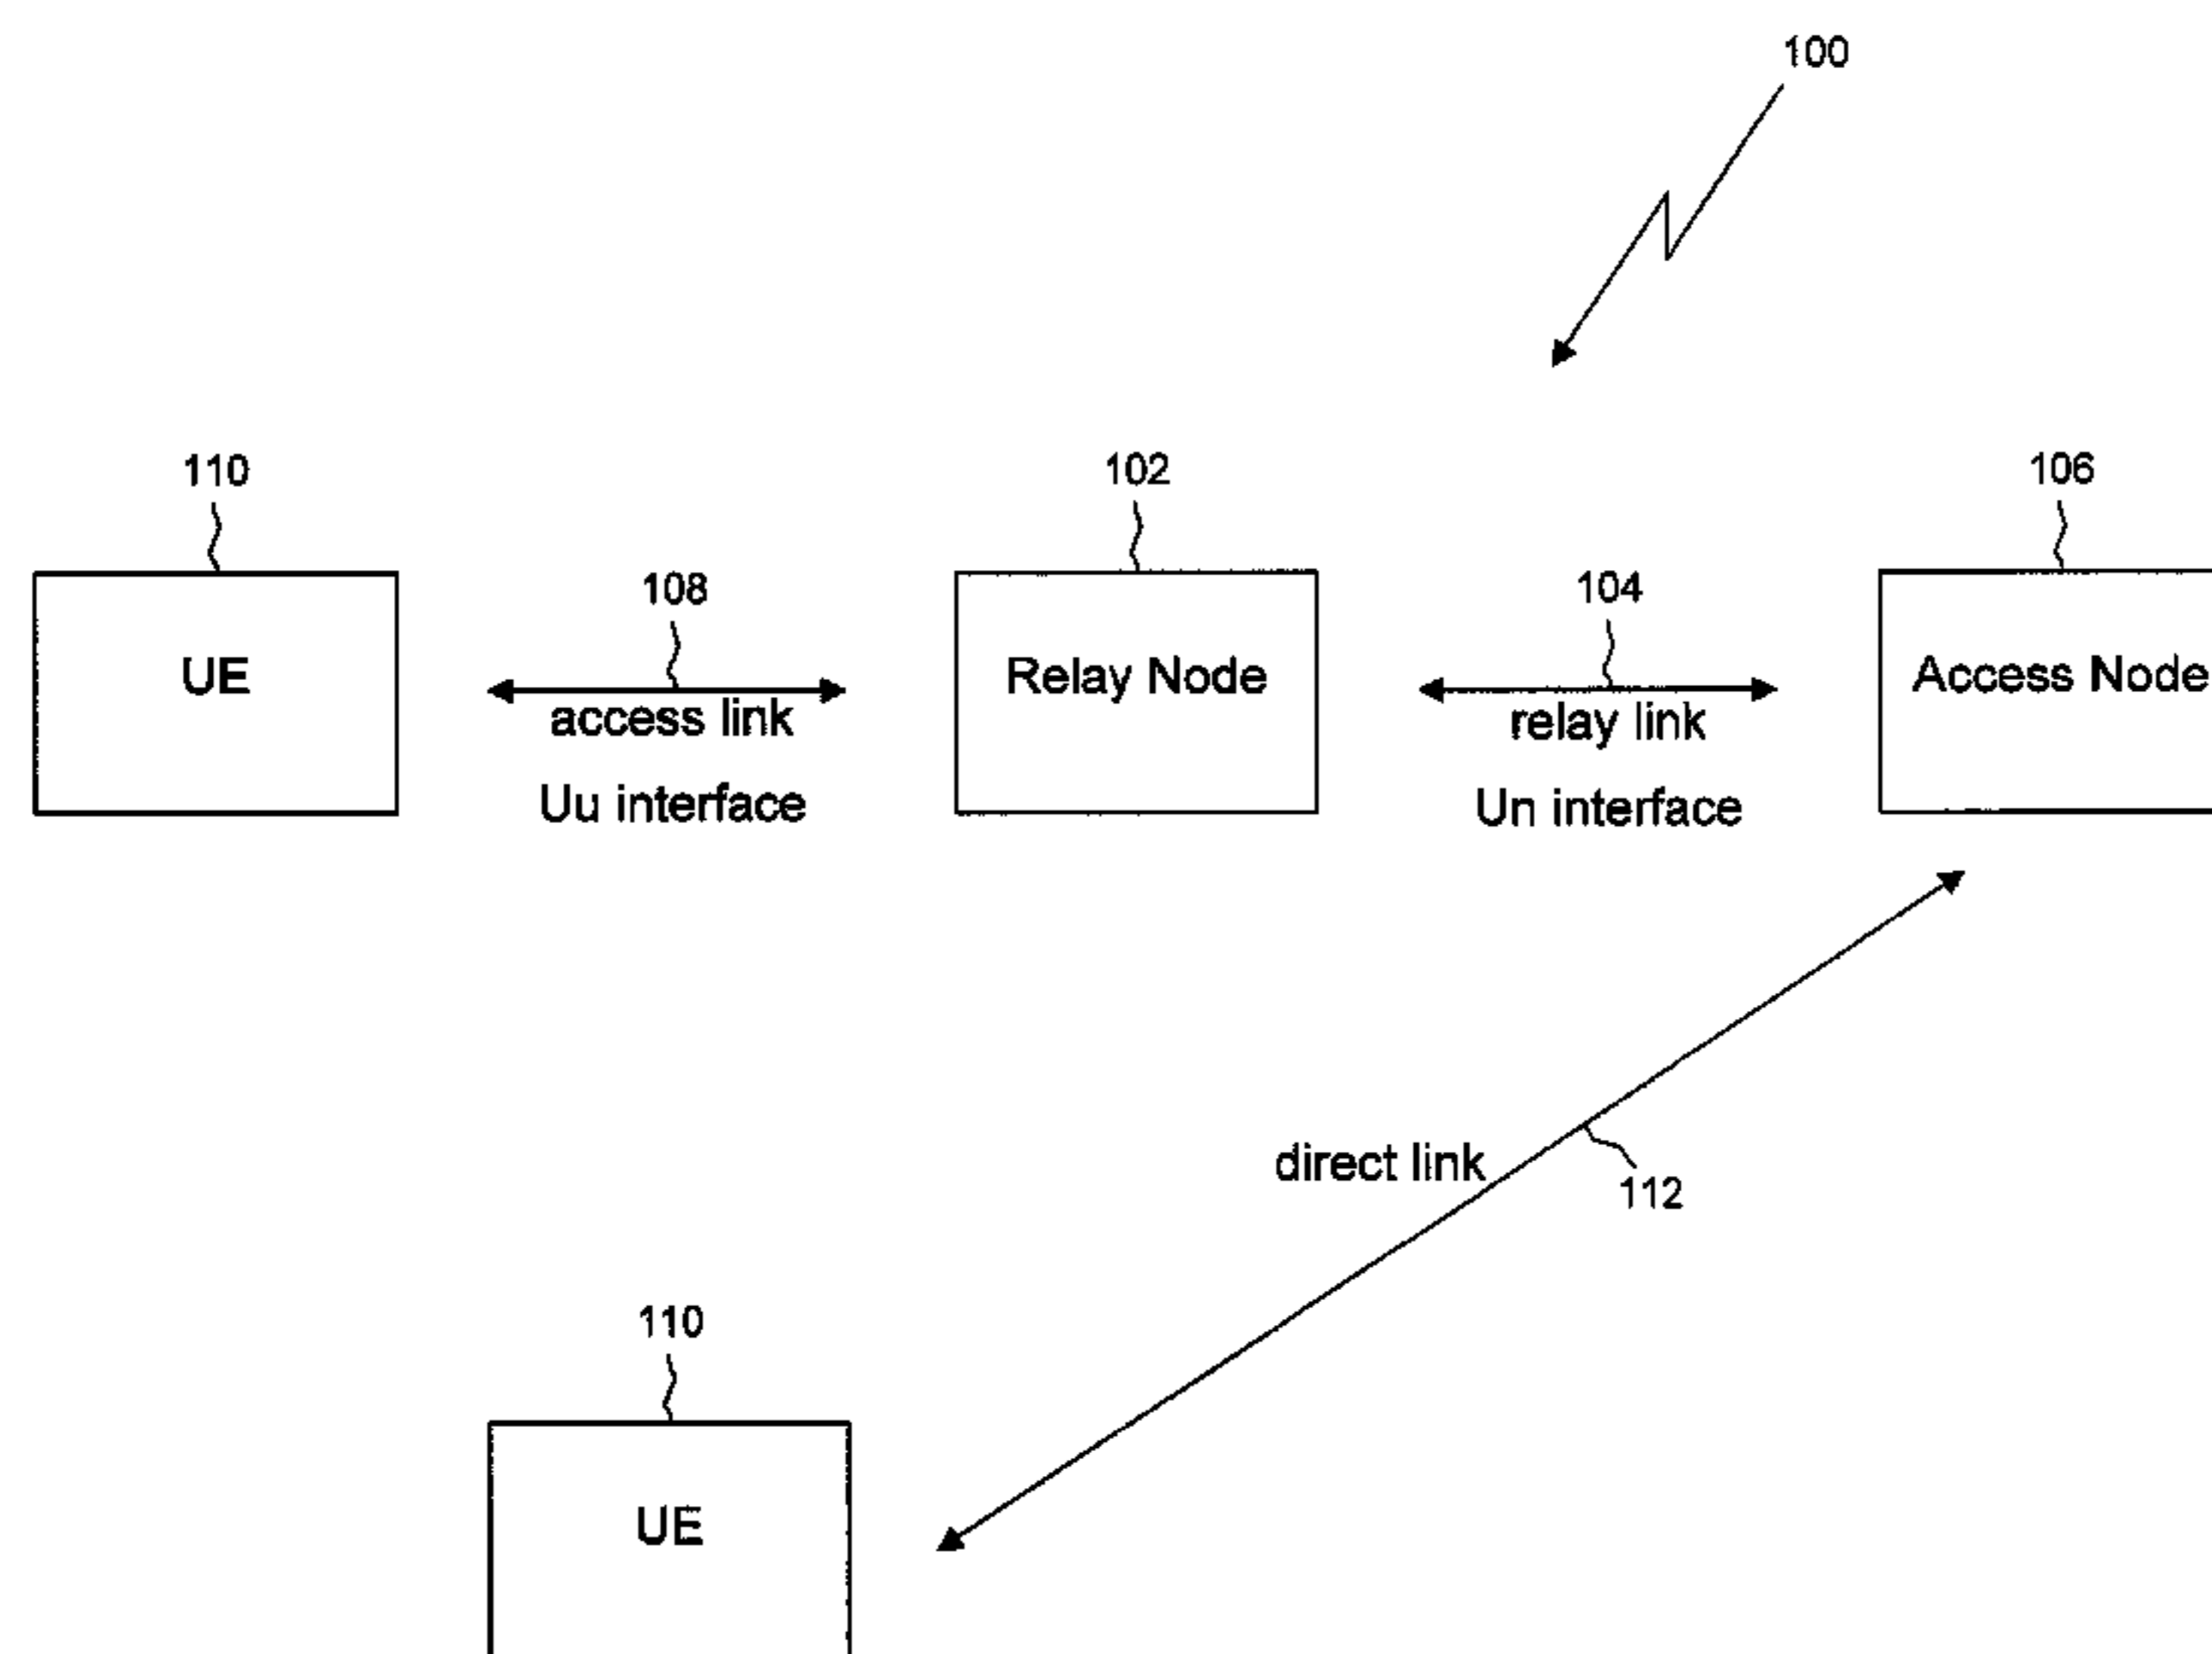 100
110
102
106
108
104
UE
Relay Node
Access Node
access link
relay link
Uu interface
Un interface
direct link
112
110
UE